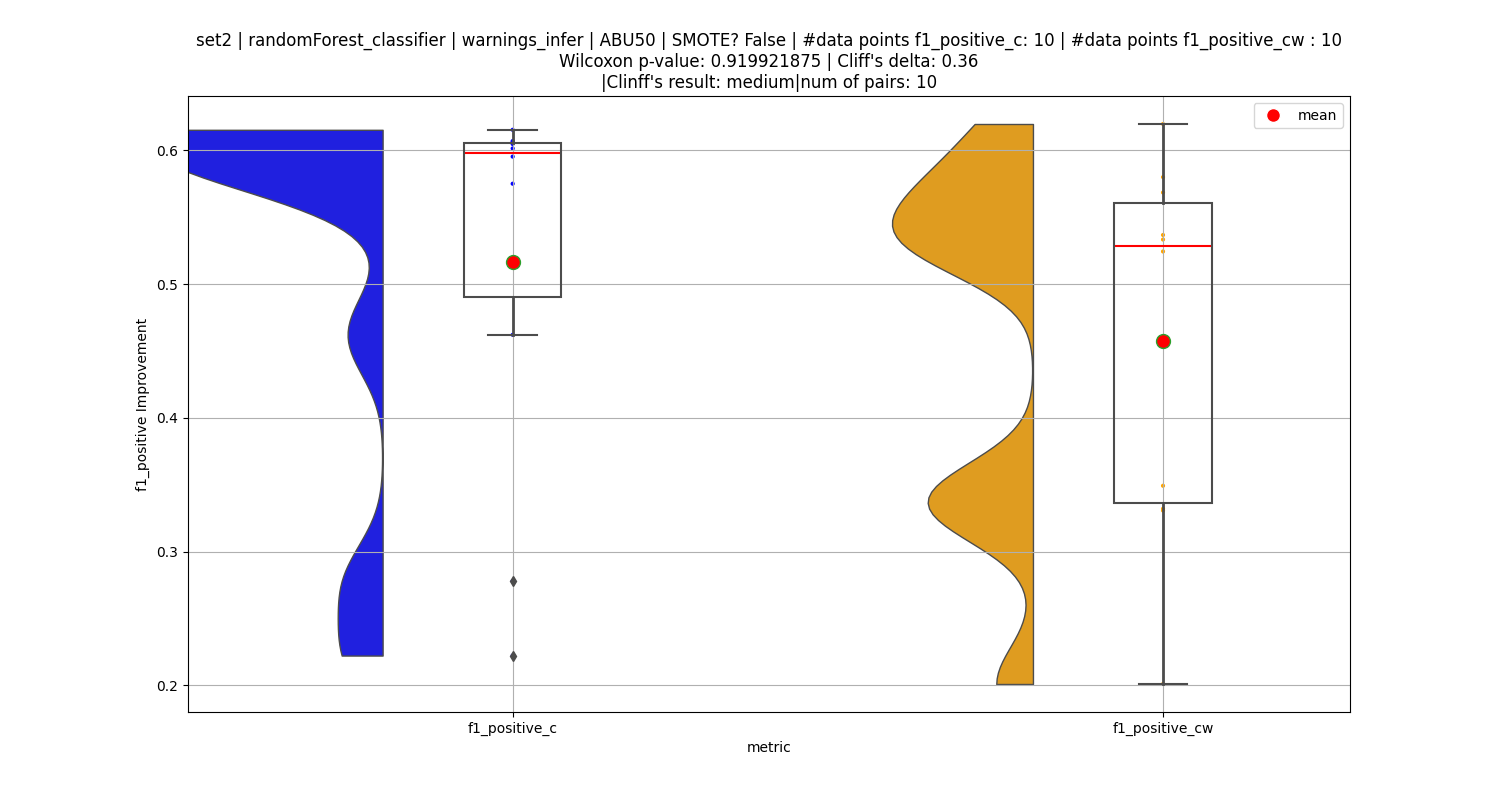 set2 | randomForest_classifier | warnings_infer | ABU50 | SMOTE? False | #data points f1_positive_c: 10 | #data points f1_positive_cw : 10
Wilcoxon p-value: 0.919921875 | Cliff's delta: 0.36
|Clinff's result: medium|num of pairs: 10
mean
0.6
0.5
0.4
0.3
0.2
f1_positive Improvement
f1_positive_c
f1_positive_cw
metric